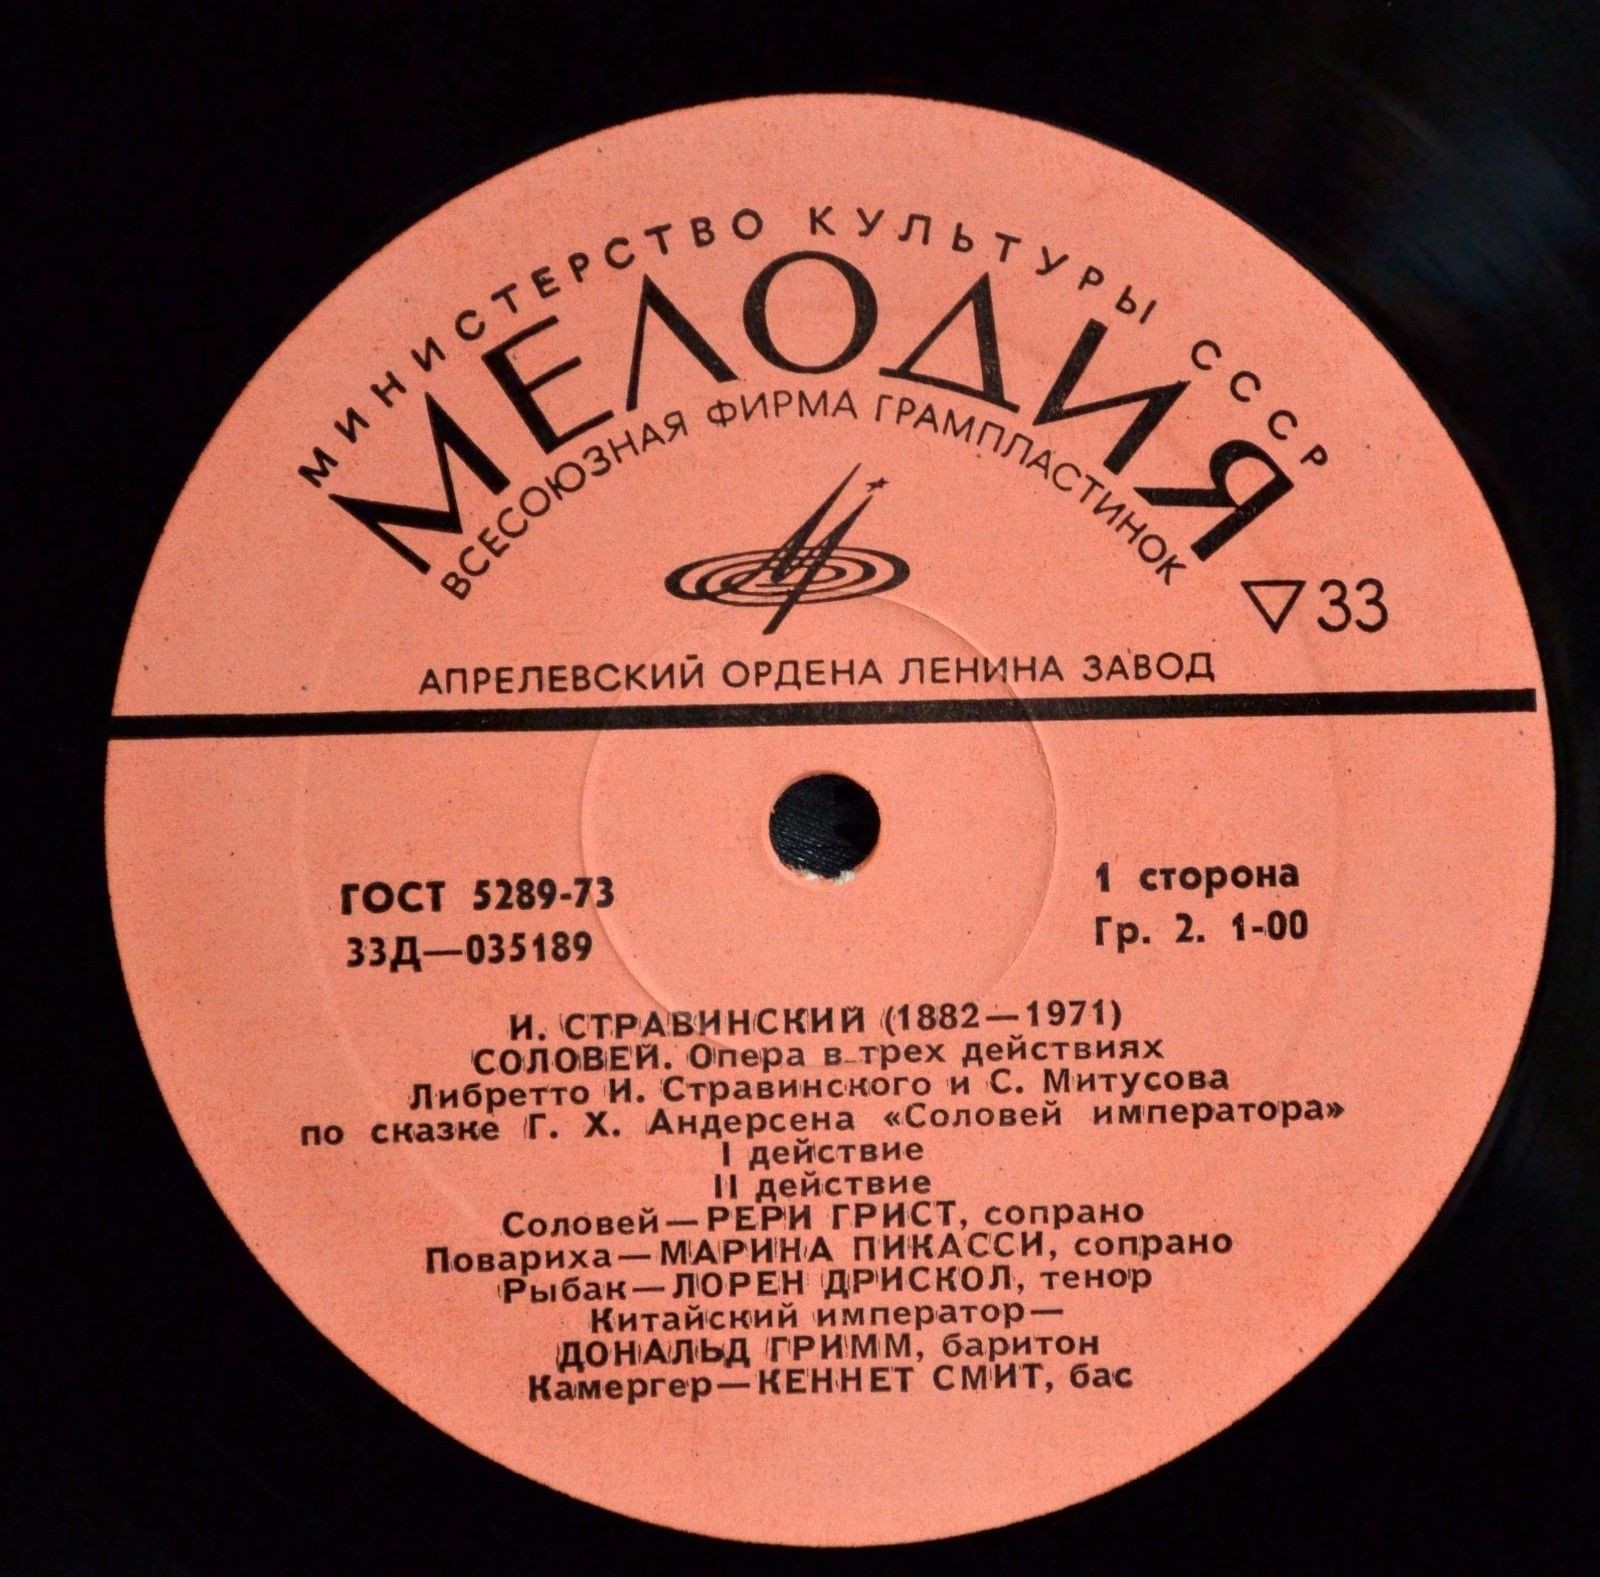 МИНИСТЕРСТВО КУЛЬТУРЫ СССР
МЕЛОДИЯ
ВСЕСОЮЗНАЯ ФИРМА ГРАМПЛАСТИНОК
33
АПРЕЛЕВСКИЙ ОРДЕНА ЛЕНИНА ЗАВОД
ГОСТ 5289-73
33Д—035189
1 сторона
Гр. 2. 1-00
И. СТРАВИНСКИЙ (1882—1971)
СОЛОВЕЙ. Опера в трех действиях
Либретто И. Стравинского и С. Митусова
по сказке Г. Х. Андерсена «Соловей императора»
I действие
II действие
Соловей—РЕРИ ГРИСТ, сопрано
Повариха—МАРИНА ПИКАССИ, сопрано
Рыбак—ЛОРЕН ДРИСКОЛ, тенор
Китайский император—
ДОНАЛЬД ГРИММ, баритон
Камергер—КЕННЕТ СМИТ, бас